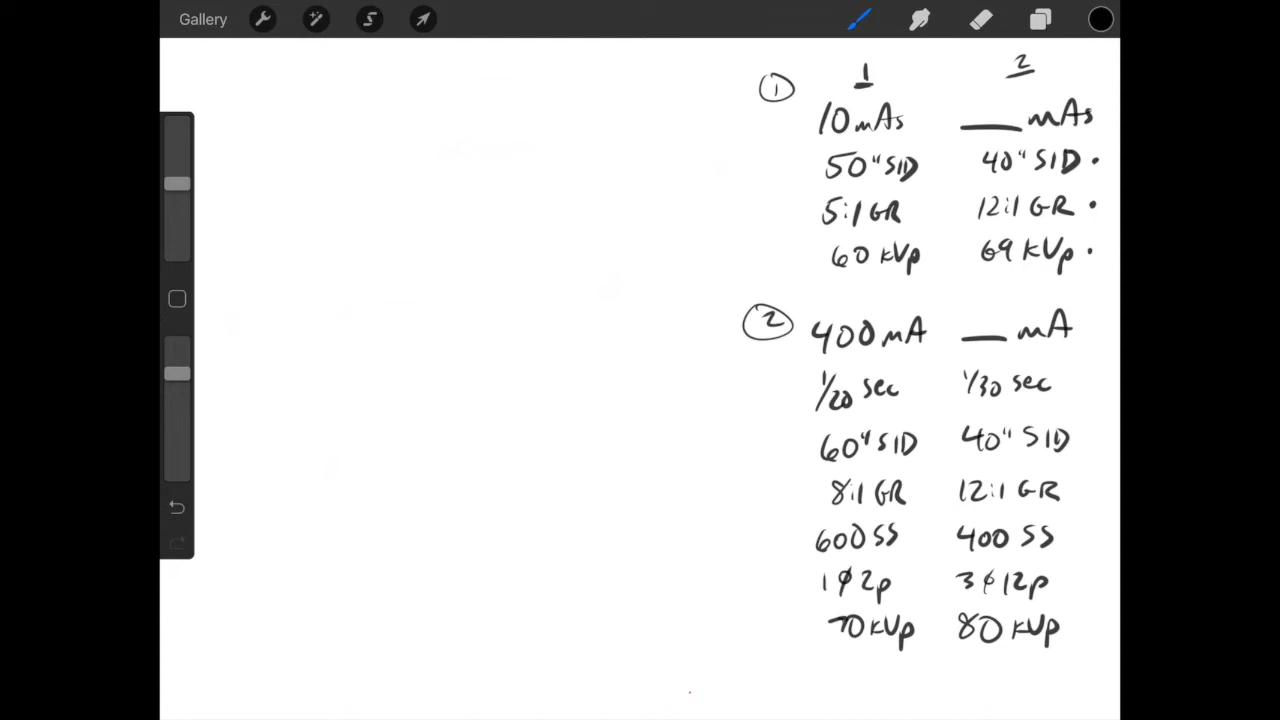 Gallery
1 2
① 10 mAs ___ mAs
50" SID 40" SID •
5:1 GR 12:1 GR •
60 kVp 69 kVp •
② 400 mA ___ mA
1/20 sec 1/30 sec
60" SID 40" SID
8:1 GR 12:1 GR
600 SS 400 SS
1ϕ2p 3ϕ12p
70 kVp 80 kVp